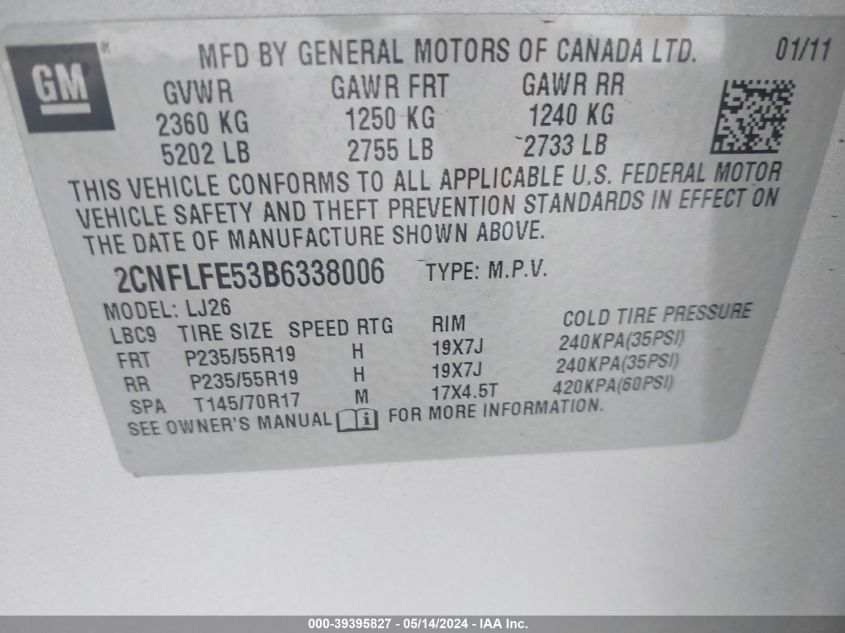 GM® MFD BY GENERAL MOTORS OF CANADA LTD. 01/11
GVWR GAWR FRT GAWR RR
2360 KG 1250 KG 1240 KG
5202 LB 2755 LB 2733 LB
THIS VEHICLE CONFORMS TO ALL APPLICABLE U.S. FEDERAL MOTOR
VEHICLE SAFETY AND THEFT PREVENTION STANDARDS IN EFFECT ON
THE DATE OF MANUFACTURE SHOWN ABOVE.
2CNFLFE53B6338006 TYPE: M.P.V.
MODEL: LJ26
LBC9 TIRE SIZE SPEED RTG RIM COLD TIRE PRESSURE
FRT P235/55R19 H 19X7J 240KPA(35PSI)
RR P235/55R19 H 19X7J 240KPA(35PSI)
SPA T145/70R17 M 17X4.5T 420KPA(60PSI)
SEE OWNER'S MANUAL FOR MORE INFORMATION.
000-39395827 - 05/14/2024 - IAA Inc.